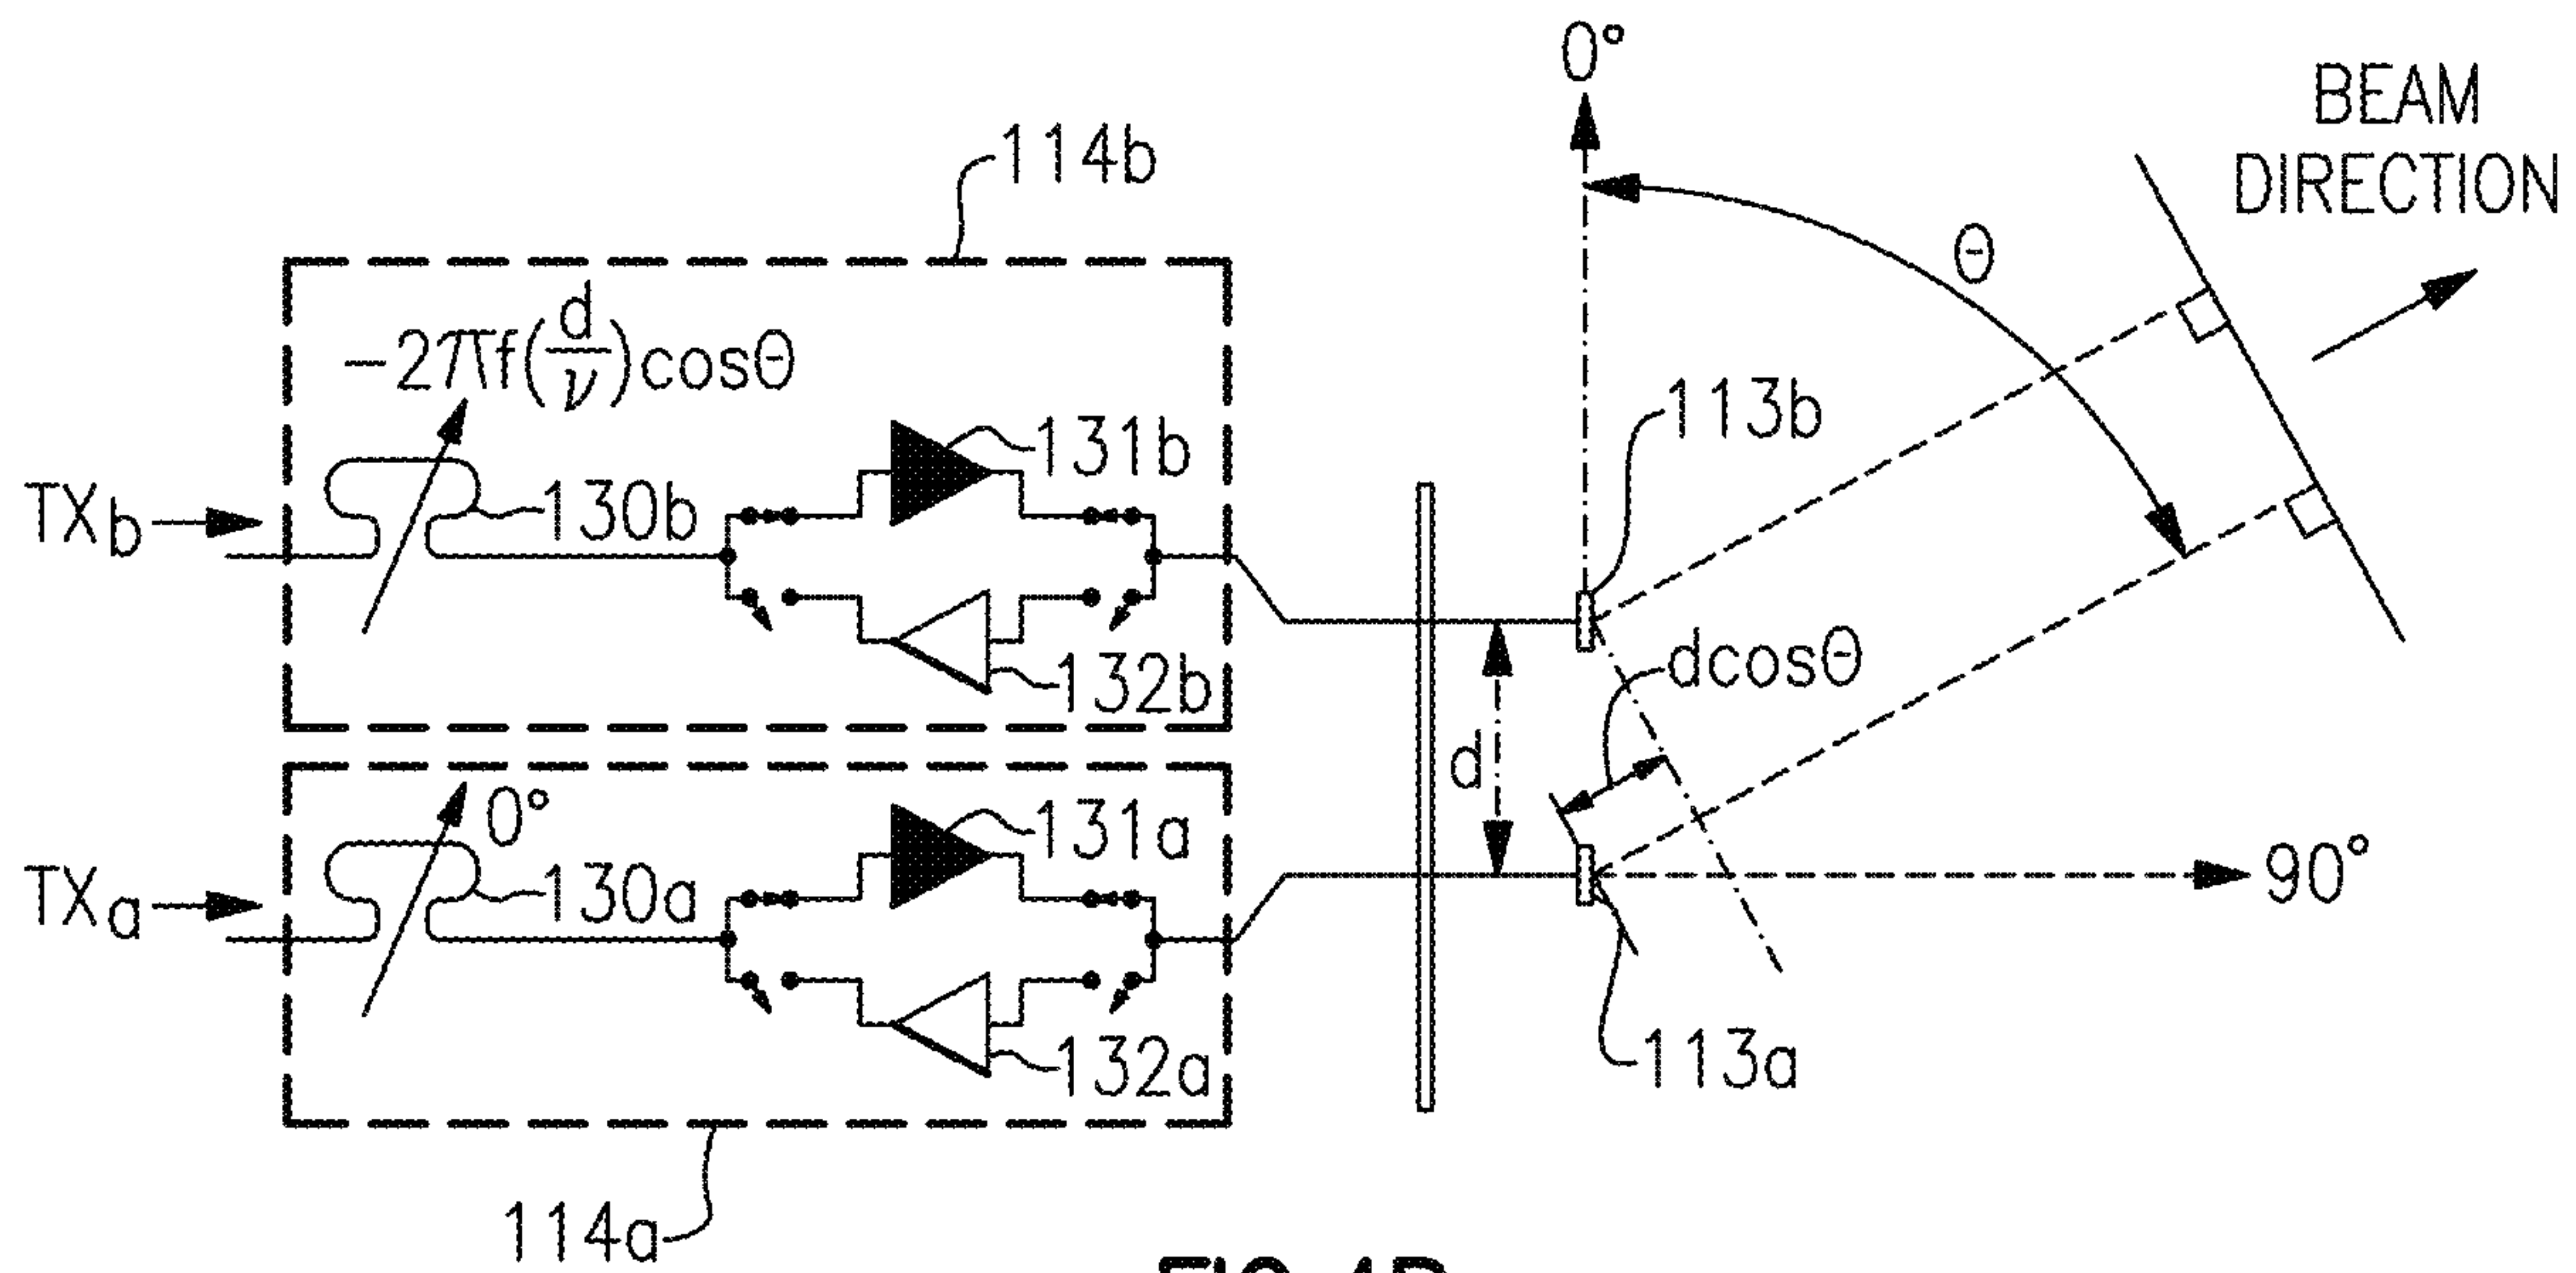 0°
BEAM
DIRECTION
114b
θ
-2πf(d/ν)cosθ
131b
113b
TXb
130b
132b
dcosθ
d
0°
131a
TXa
130a
90°
132a
113a
114a